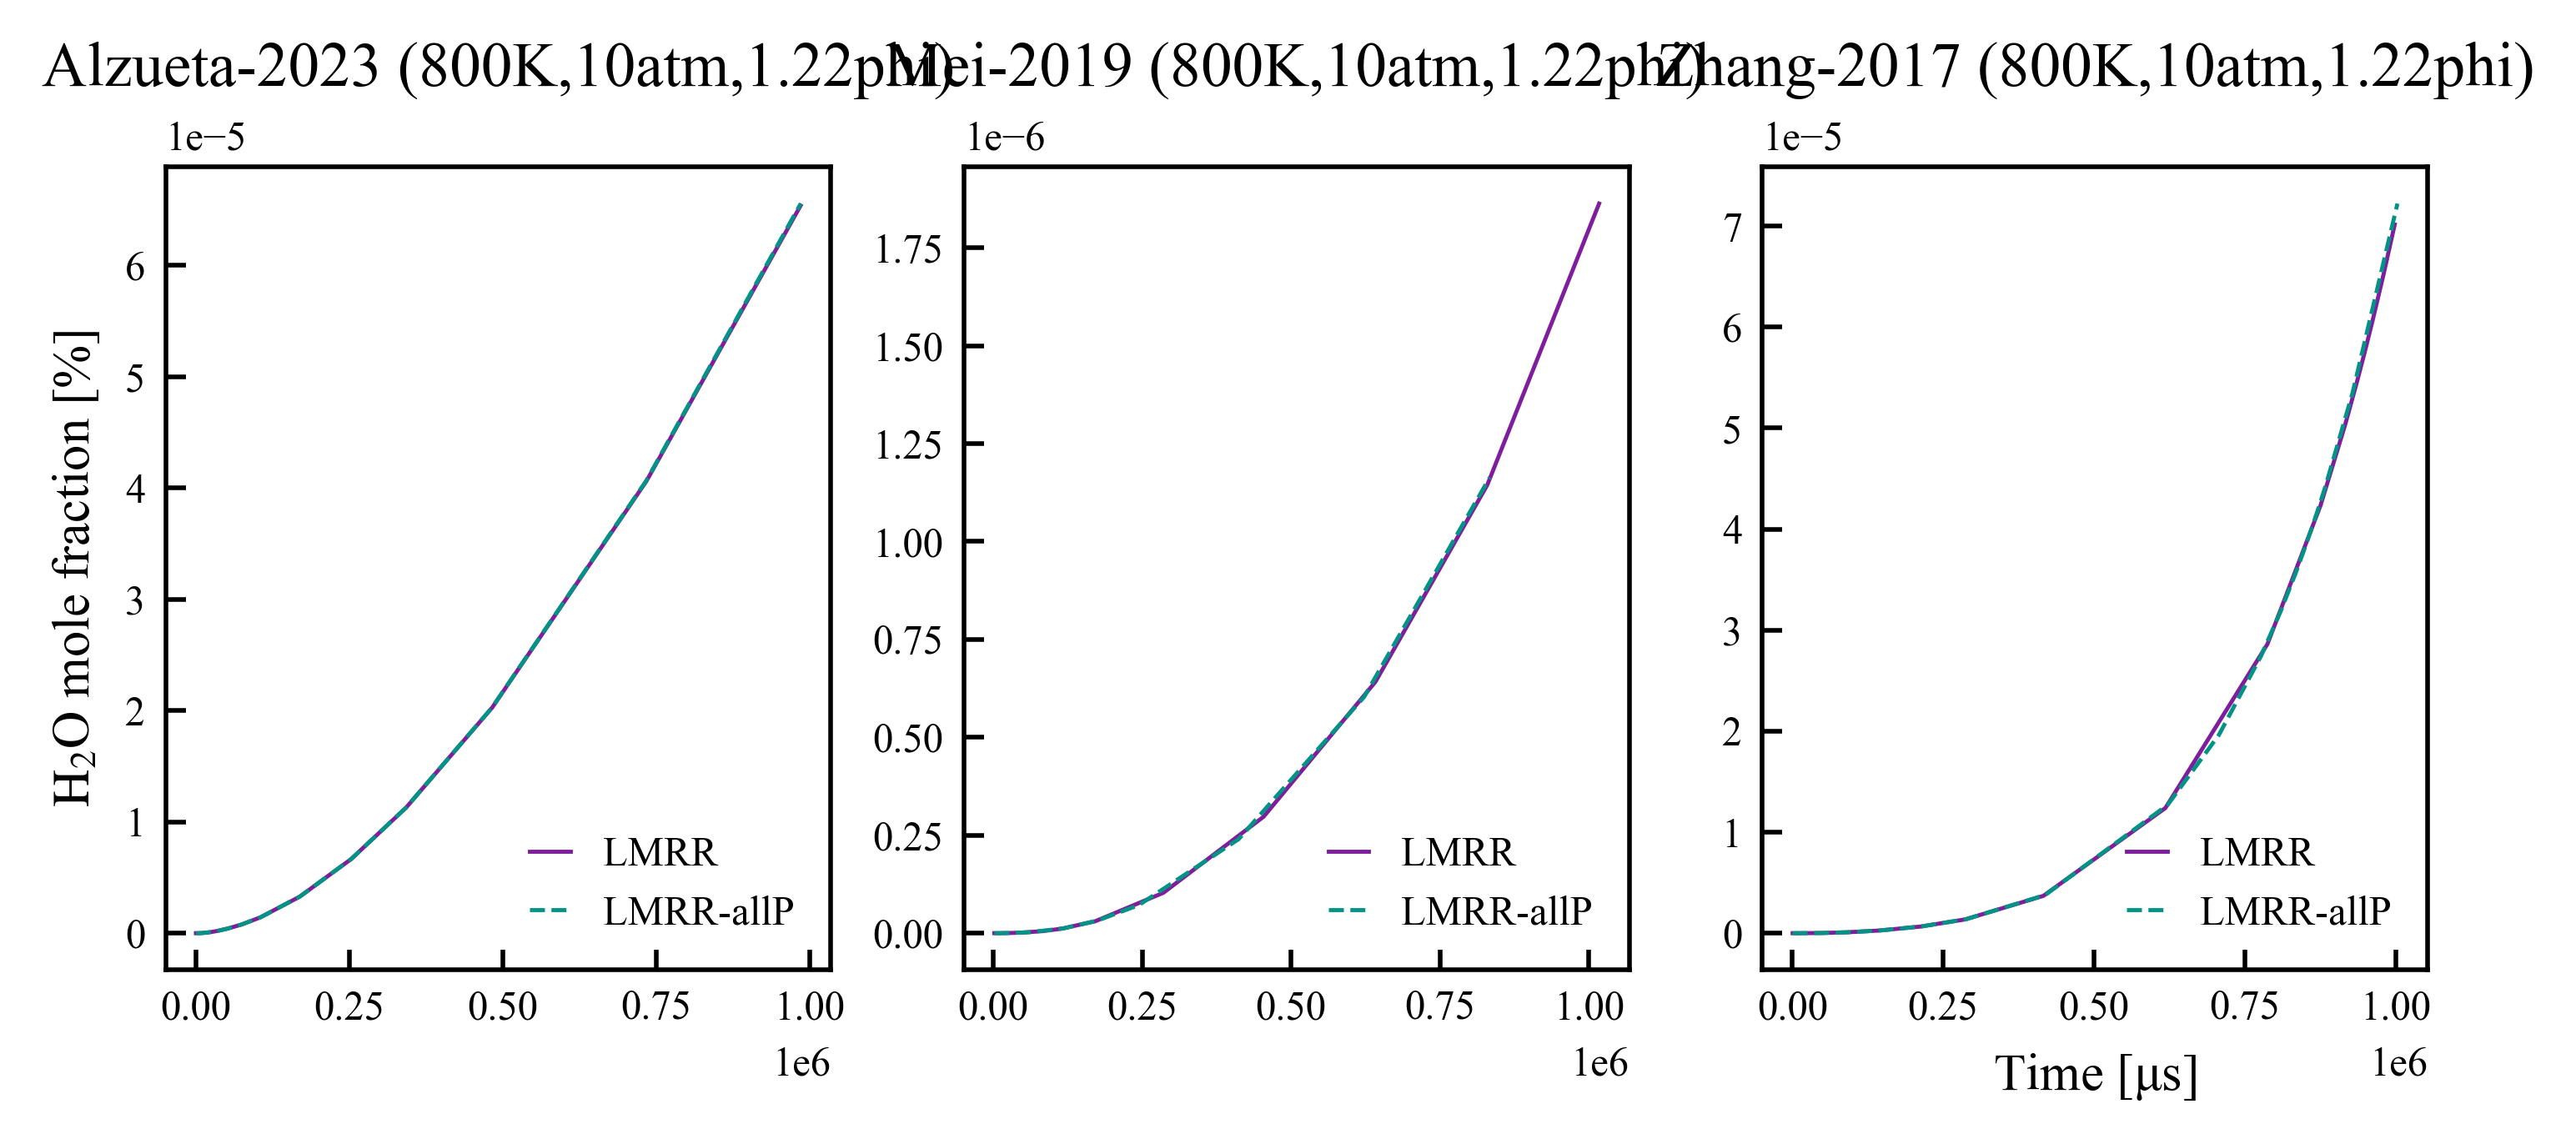 Alzueta-2023 (800K,10atm,1.22phi)
Mei-2019 (800K,10atm,1.22phi)
Zhang-2017 (800K,10atm,1.22phi)
1e−5
6
5
4
3
2
1
0
H₂O mole fraction [%]
LMRR
LMRR-allP
0.00 0.25 0.50 0.75 1.00
1e6
1e−6
1.75
1.50
1.25
1.00
0.75
0.50
0.25
0.00
LMRR
LMRR-allP
0.00 0.25 0.50 0.75 1.00
1e6
1e−5
7
6
5
4
3
2
1
0
LMRR
LMRR-allP
0.00 0.25 0.50 0.75 1.00
1e6
Time [μs]